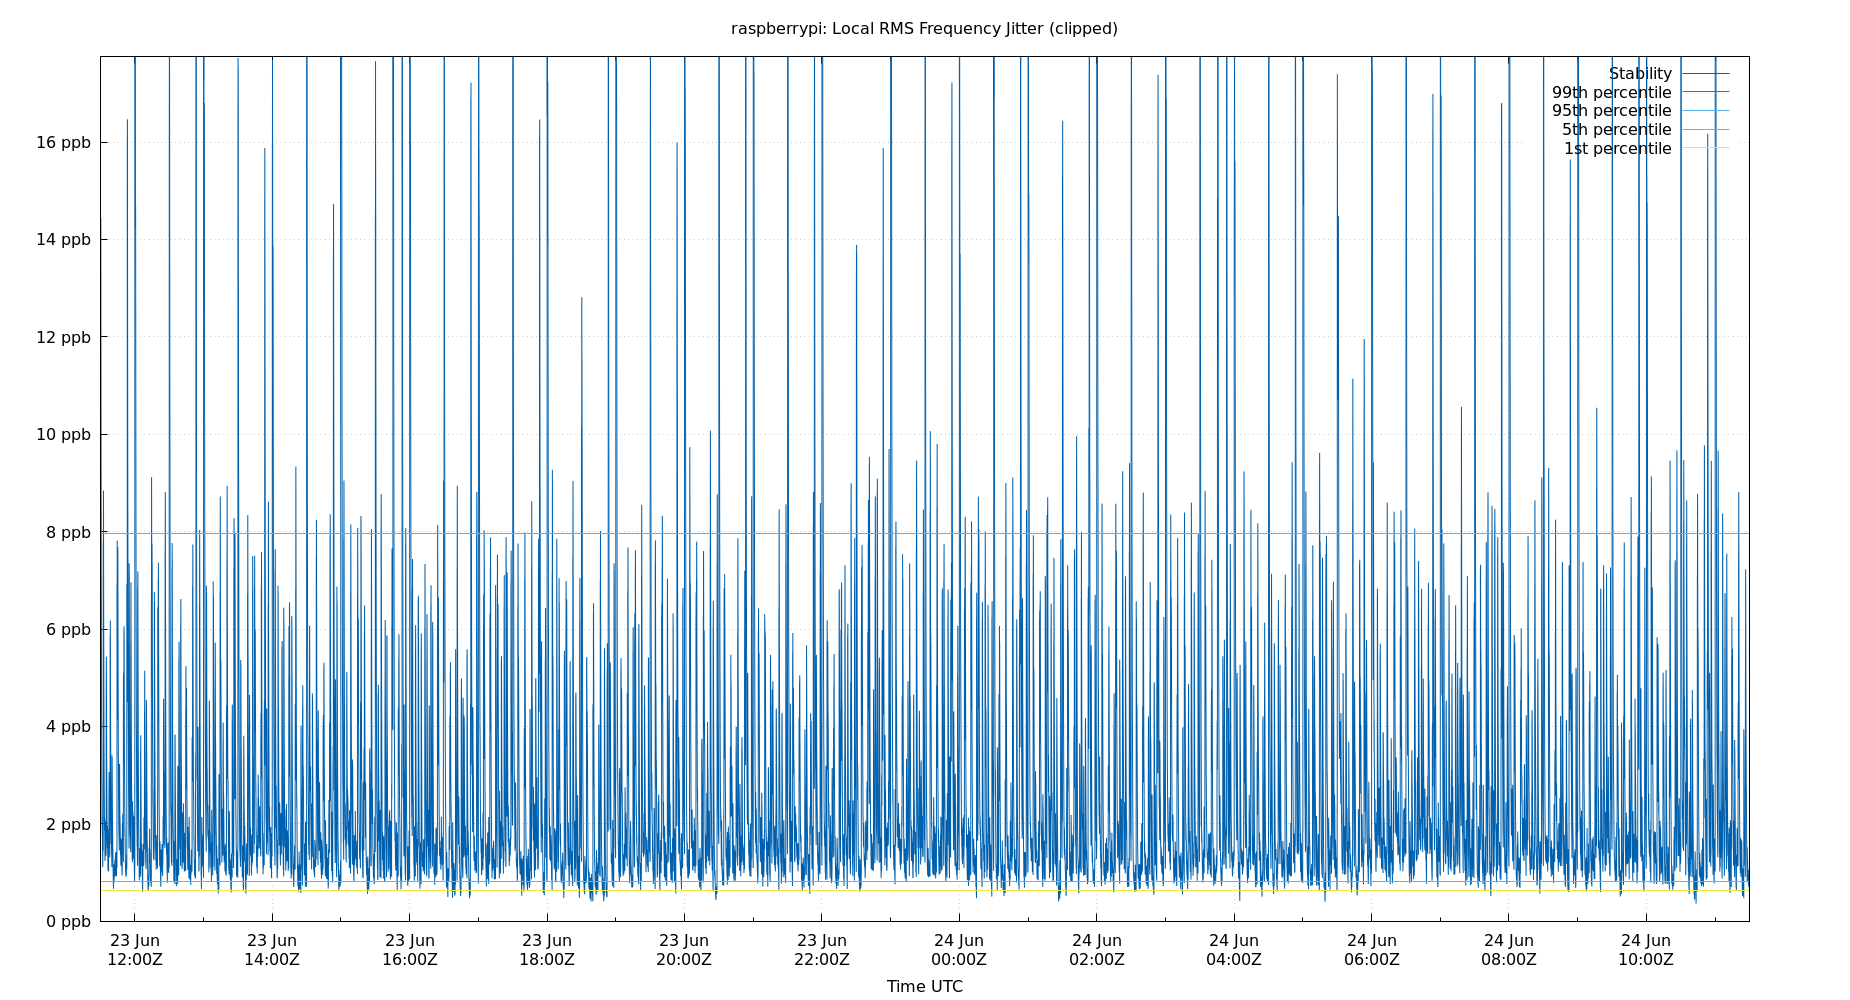 raspberrypi: Local RMS Frequency Jitter (clipped)
Stability
99th percentile
95th percentile
5th percentile
1st percentile
16 ppb
14 ppb
12 ppb
10 ppb
8 ppb
6 ppb
4 ppb
2 ppb
0 ppb
23 Jun 23 Jun 23 Jun 23 Jun 23 Jun 23 Jun 24 Jun 24 Jun 24 Jun 24 Jun 24 Jun 24 Jun
12:00Z 14:00Z 16:00Z 18:00Z 20:00Z 22:00Z 00:00Z 02:00Z 04:00Z 06:00Z 08:00Z 10:00Z
Time UTC